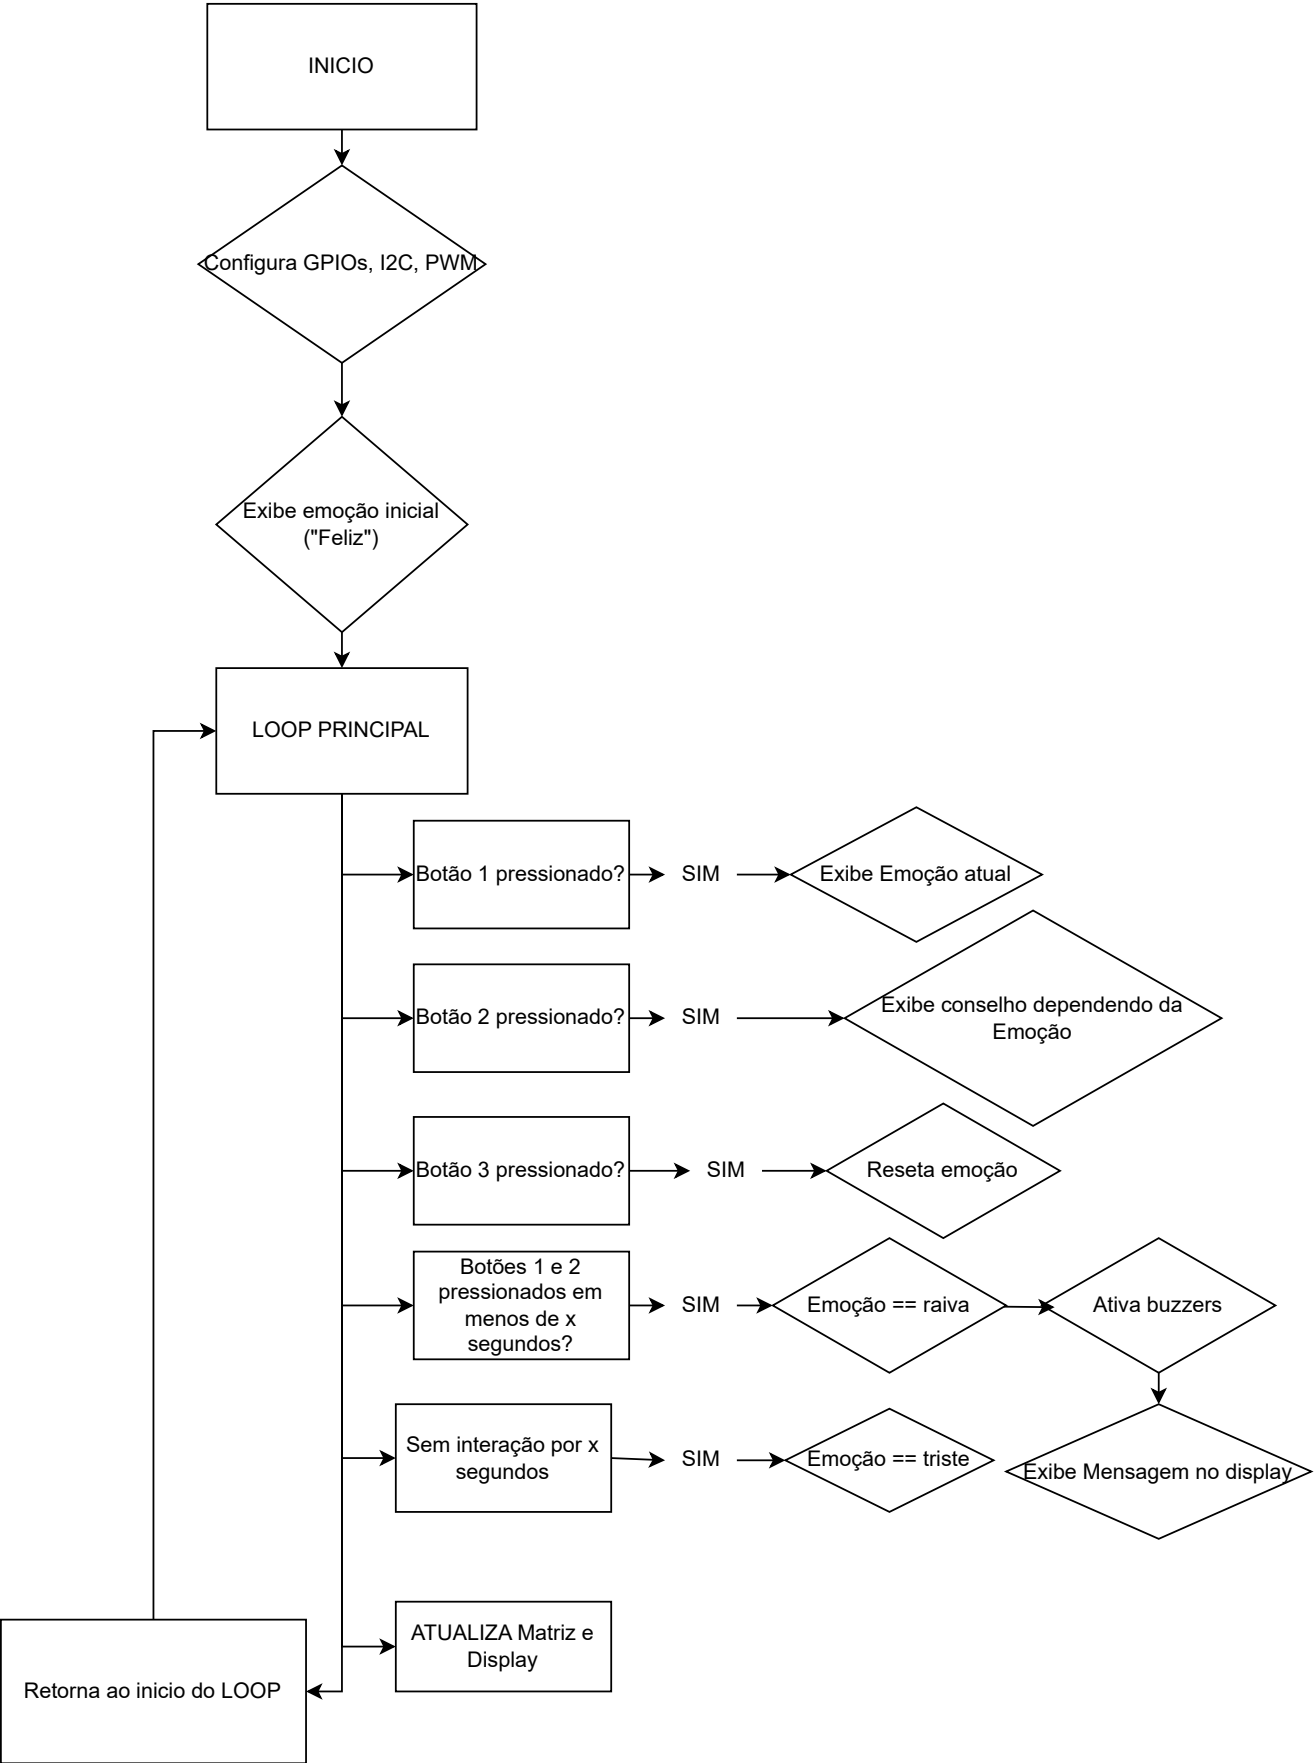 INICIO
Configura GPIOs, I2C, PWM
Exibe emoção inicial
("Feliz")
LOOP PRINCIPAL
Botão 1 pressionado?
SIM
Exibe Emoção atual
Botão 2 pressionado?
SIM
Exibe conselho dependendo da
Emoção
Botão 3 pressionado?
SIM
Reseta emoção
Botões 1 e 2
pressionados em
menos de x
segundos?
SIM
Emoção == raiva
Ativa buzzers
Sem interação por x
segundos
SIM
Emoção == triste
Exibe Mensagem no display
ATUALIZA Matriz e
Display
Retorna ao inicio do LOOP